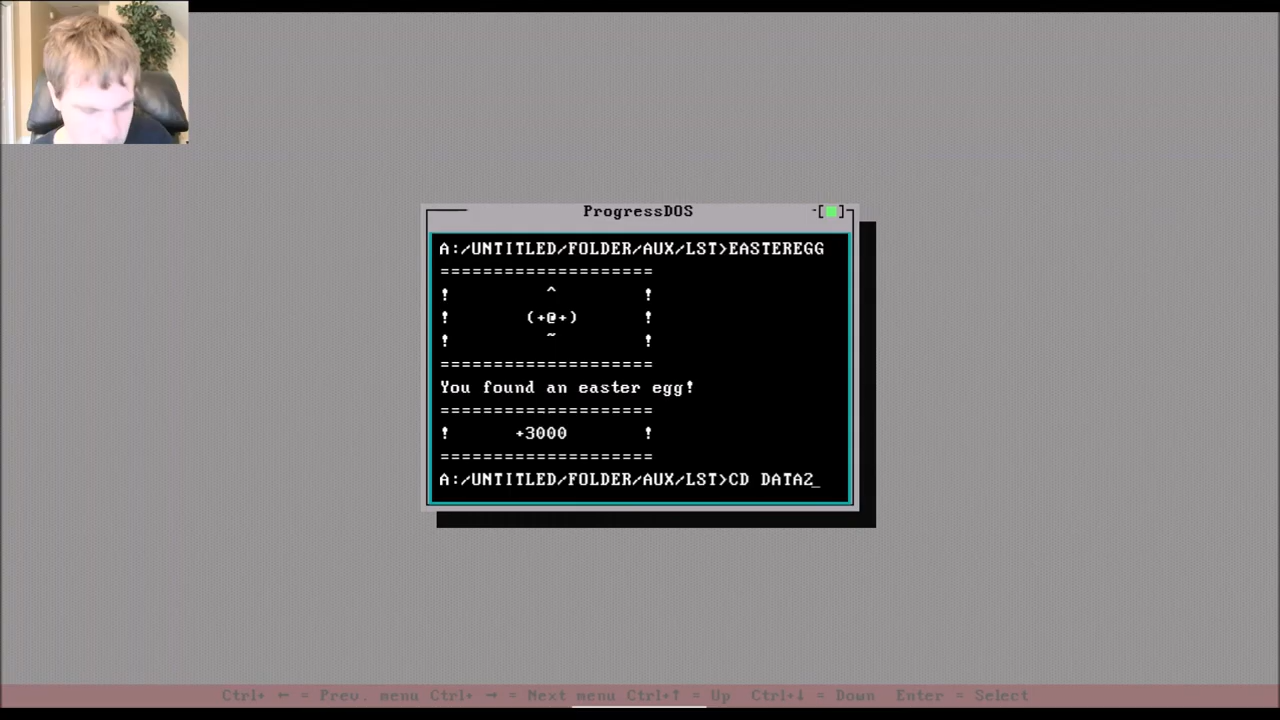 ProgressDOS
-[■]-
A:/UNTITLED/FOLDER/AUX/LST>EASTEREGG
====================
! ^ !
! (+@+) !
! ~ !
====================
You found an easter egg!
====================
! +3000 !
====================
A:/UNTITLED/FOLDER/AUX/LST>CD DATA2_
Ctrl+ ← = Prev. menu Ctrl+ → = Next menu Ctrl+↑ = Up Ctrl+↓ = Down Enter = Select